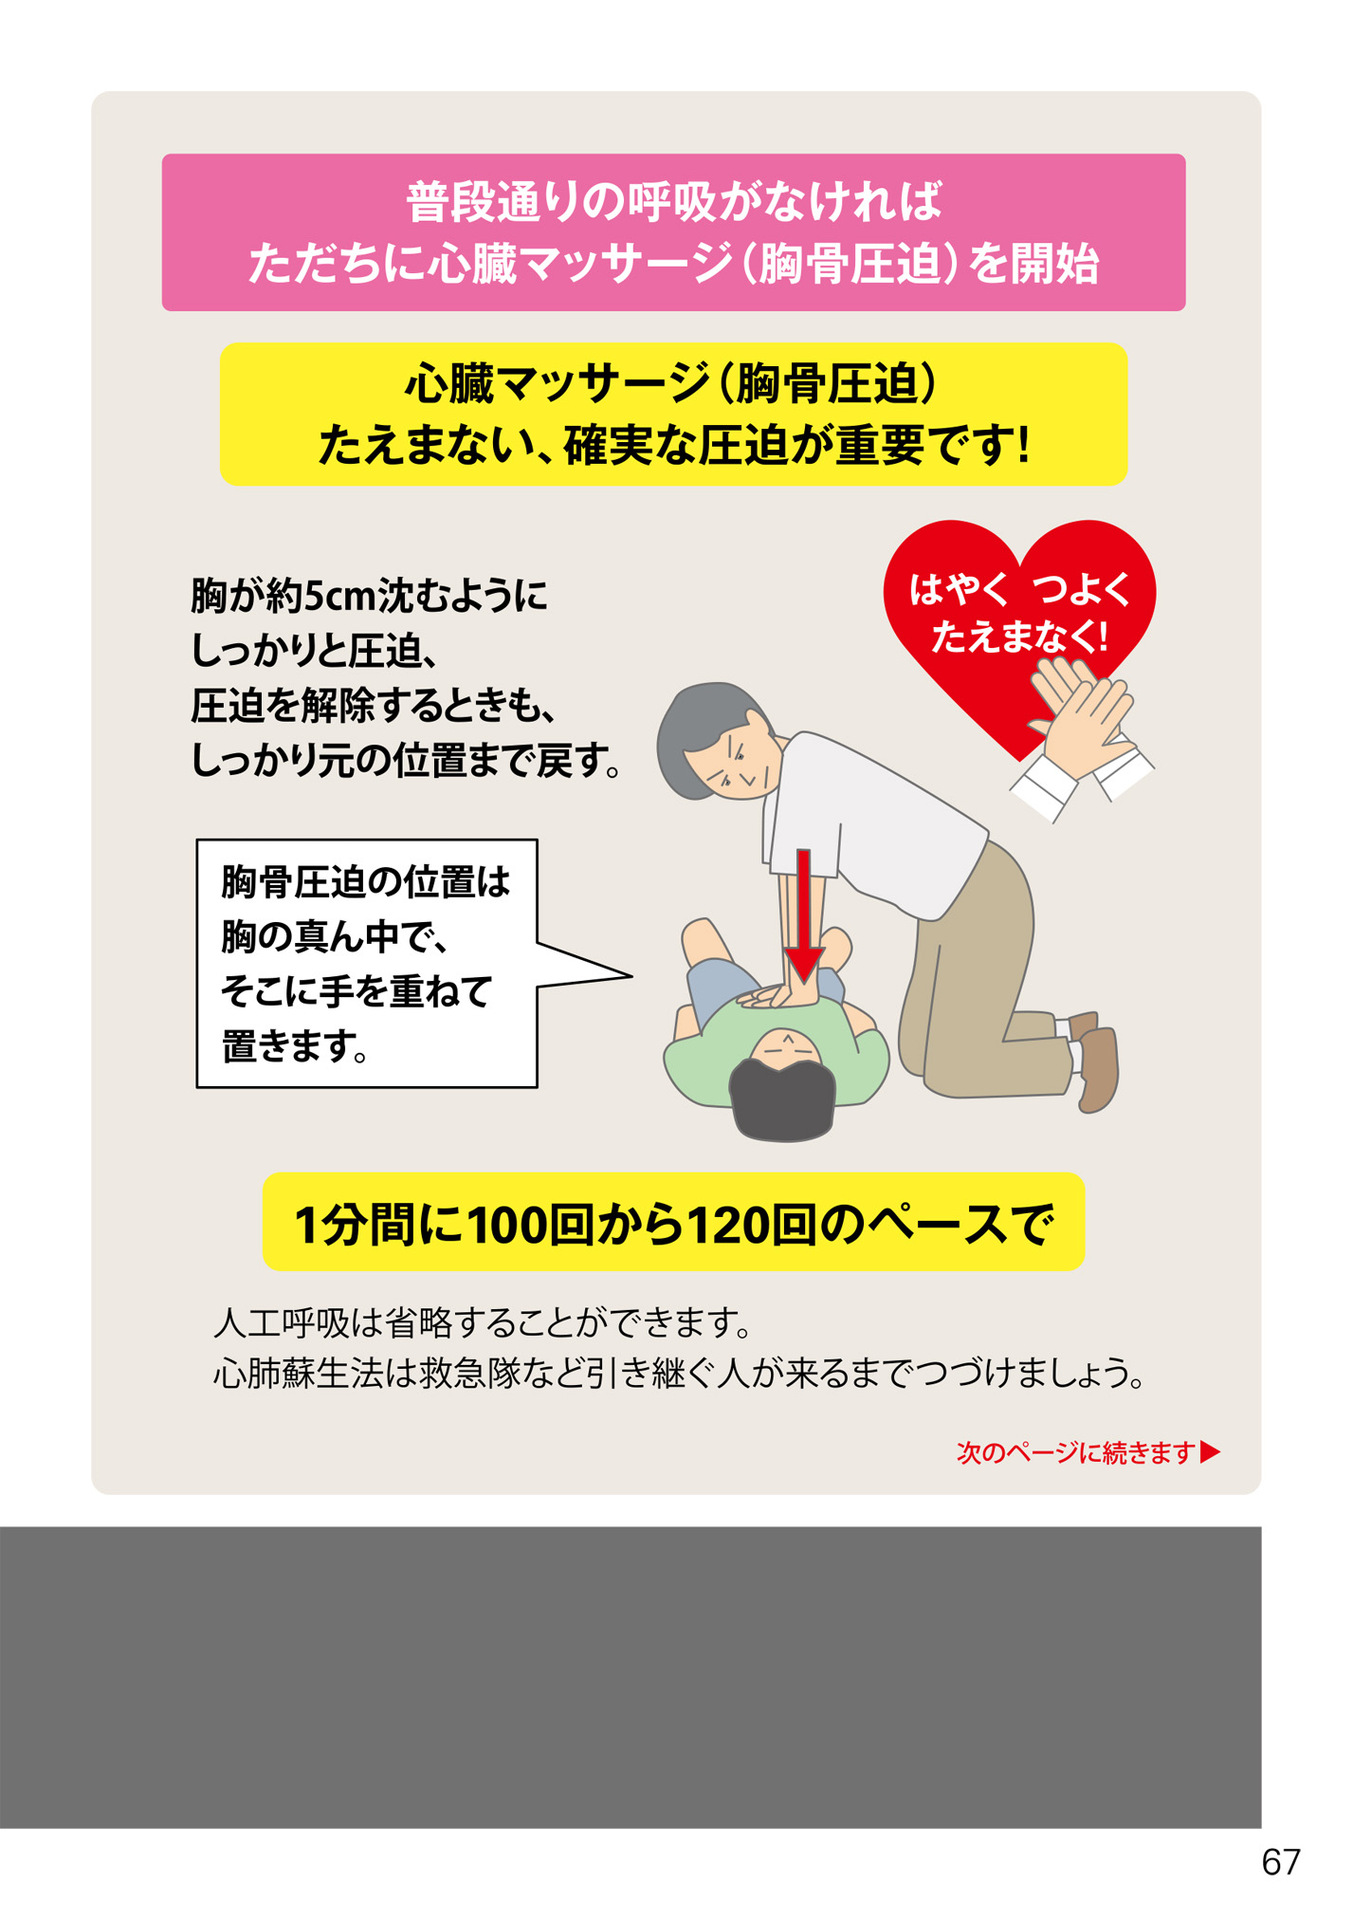 普段通りの呼吸がなければ
ただちに心臓マッサージ（胸骨圧迫）を開始
心臓マッサージ（胸骨圧迫）
たえまない、確実な圧迫が重要です！
はやく つよく
たえまなく！
胸が約5cm沈むように
しっかりと圧迫、
圧迫を解除するときも、
しっかり元の位置まで戻す。
胸骨圧迫の位置は
胸の真ん中で、
そこに手を重ねて
置きます。
1分間に100回から120回のペースで
人工呼吸は省略することができます。
心肺蘇生法は救急隊など引き継ぐ人が来るまでつづけましょう。
次のページに続きます▶
67